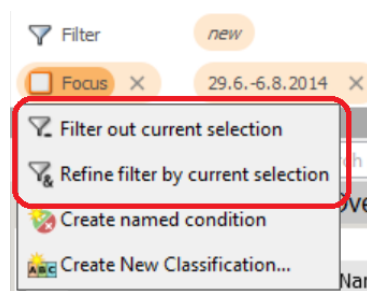 Filter new
Focus × 29.6.-6.8.2014 ×
Filter out current selection
Refine filter by current selection
Create named condition
ABC Create New Classification...